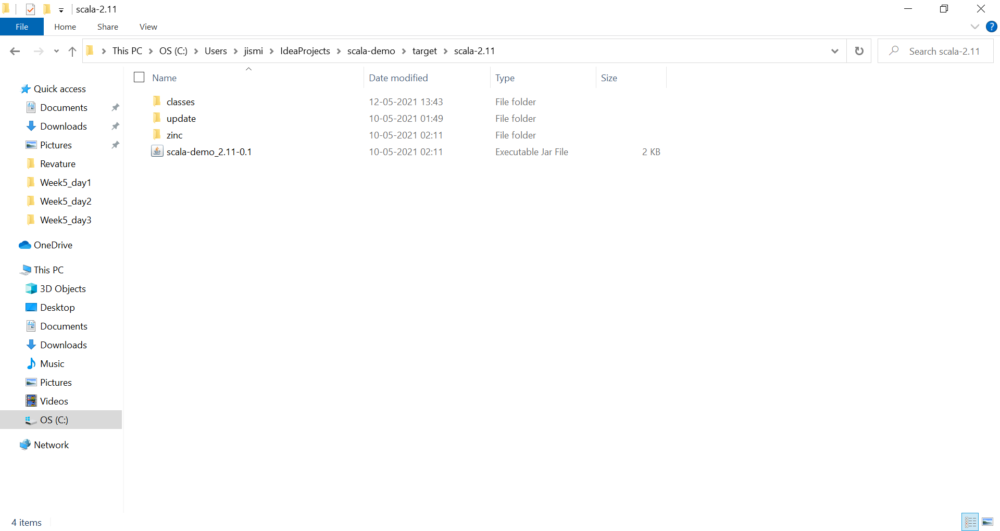 scala-2.11
File Home Share View ?
This PC OS (C:) Users jismi IdeaProjects scala-demo target scala-2.11 Search scala-2.11
Name Date modified Type Size
classes 12-05-2021 13:43 File folder
update 10-05-2021 01:49 File folder
zinc 10-05-2021 02:11 File folder
scala-demo_2.11-0.1 10-05-2021 02:11 Executable Jar File 2 KB
Quick access
Documents
Downloads
Pictures
Revature
Week5_day1
Week5_day2
Week5_day3
OneDrive
This PC
3D Objects
Desktop
Documents
Downloads
Music
Pictures
Videos
OS (C:)
Network
4 items